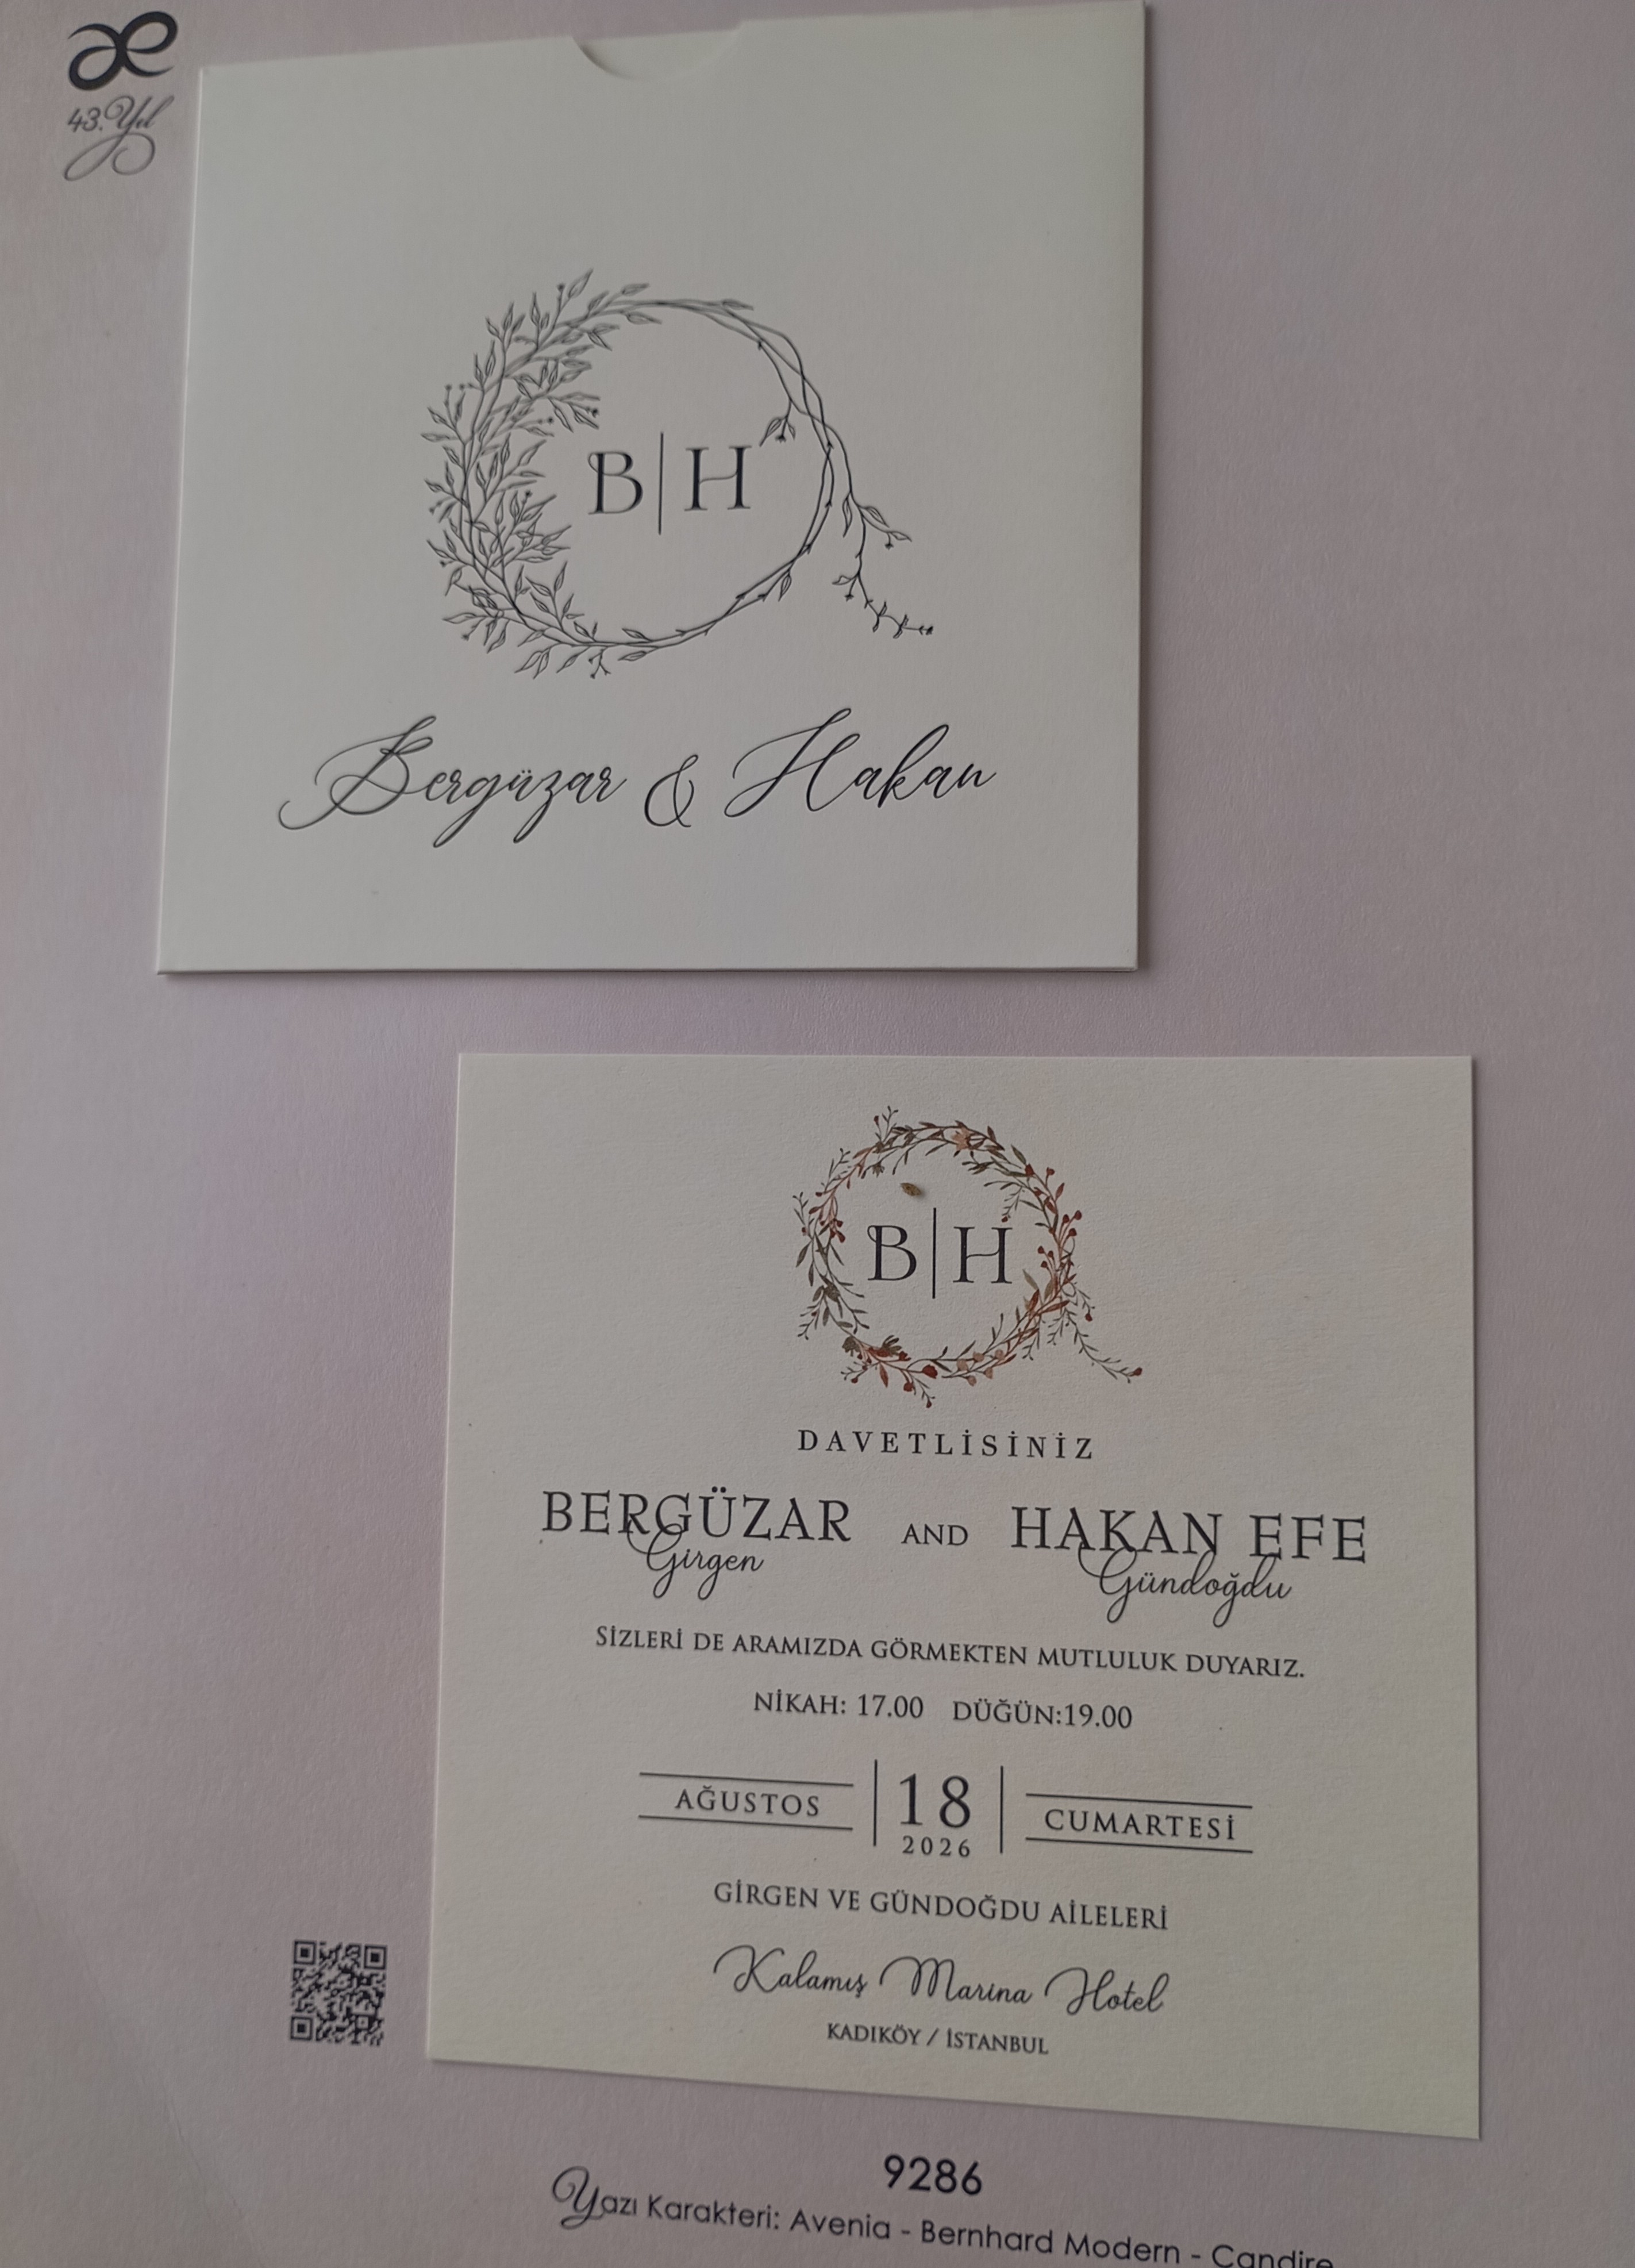 æ
43.Yıl
B|H
Bergüzar & Hakan
B|H
DAVETLİSİNİZ
BERGÜZAR AND HAKAN EFE
Girgen Gündoğdu
SİZLERİ DE ARAMIZDA GÖRMEKTEN MUTLULUK DUYARIZ.
NİKAH: 17.00 DÜĞÜN:19.00
AĞUSTOS | 18 | CUMARTESİ
2026
GİRGEN VE GÜNDOĞDU AİLELERİ
Kalamış Marina Hotel
KADIKÖY / İSTANBUL
9286
Yazı Karakteri: Avenia - Bernhard Modern - Candire